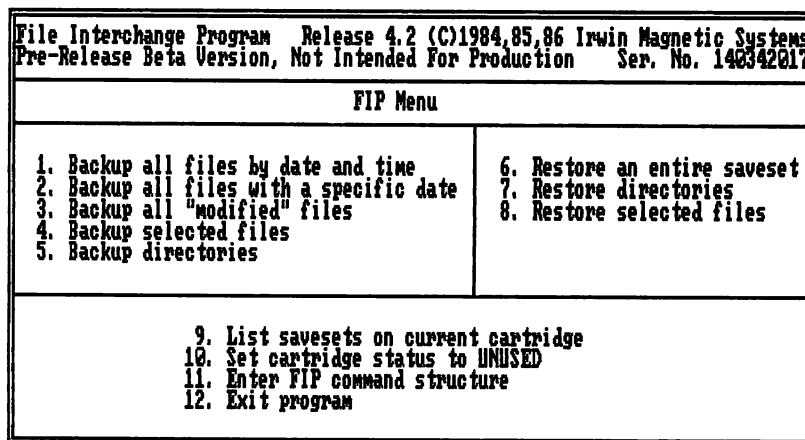 File Interchange Program Release 4.2 (C)1984,85,86 Irwin Magnetic Systems
Pre-Release Beta Version, Not Intended For Production Ser. No. 140342017
FIP Menu
1. Backup all files by date and time
2. Backup all files with a specific date
3. Backup all "modified" files
4. Backup selected files
5. Backup directories
6. Restore an entire saveset
7. Restore directories
8. Restore selected files
9. List savesets on current cartridge
10. Set cartridge status to UNUSED
11. Enter FIP command structure
12. Exit program